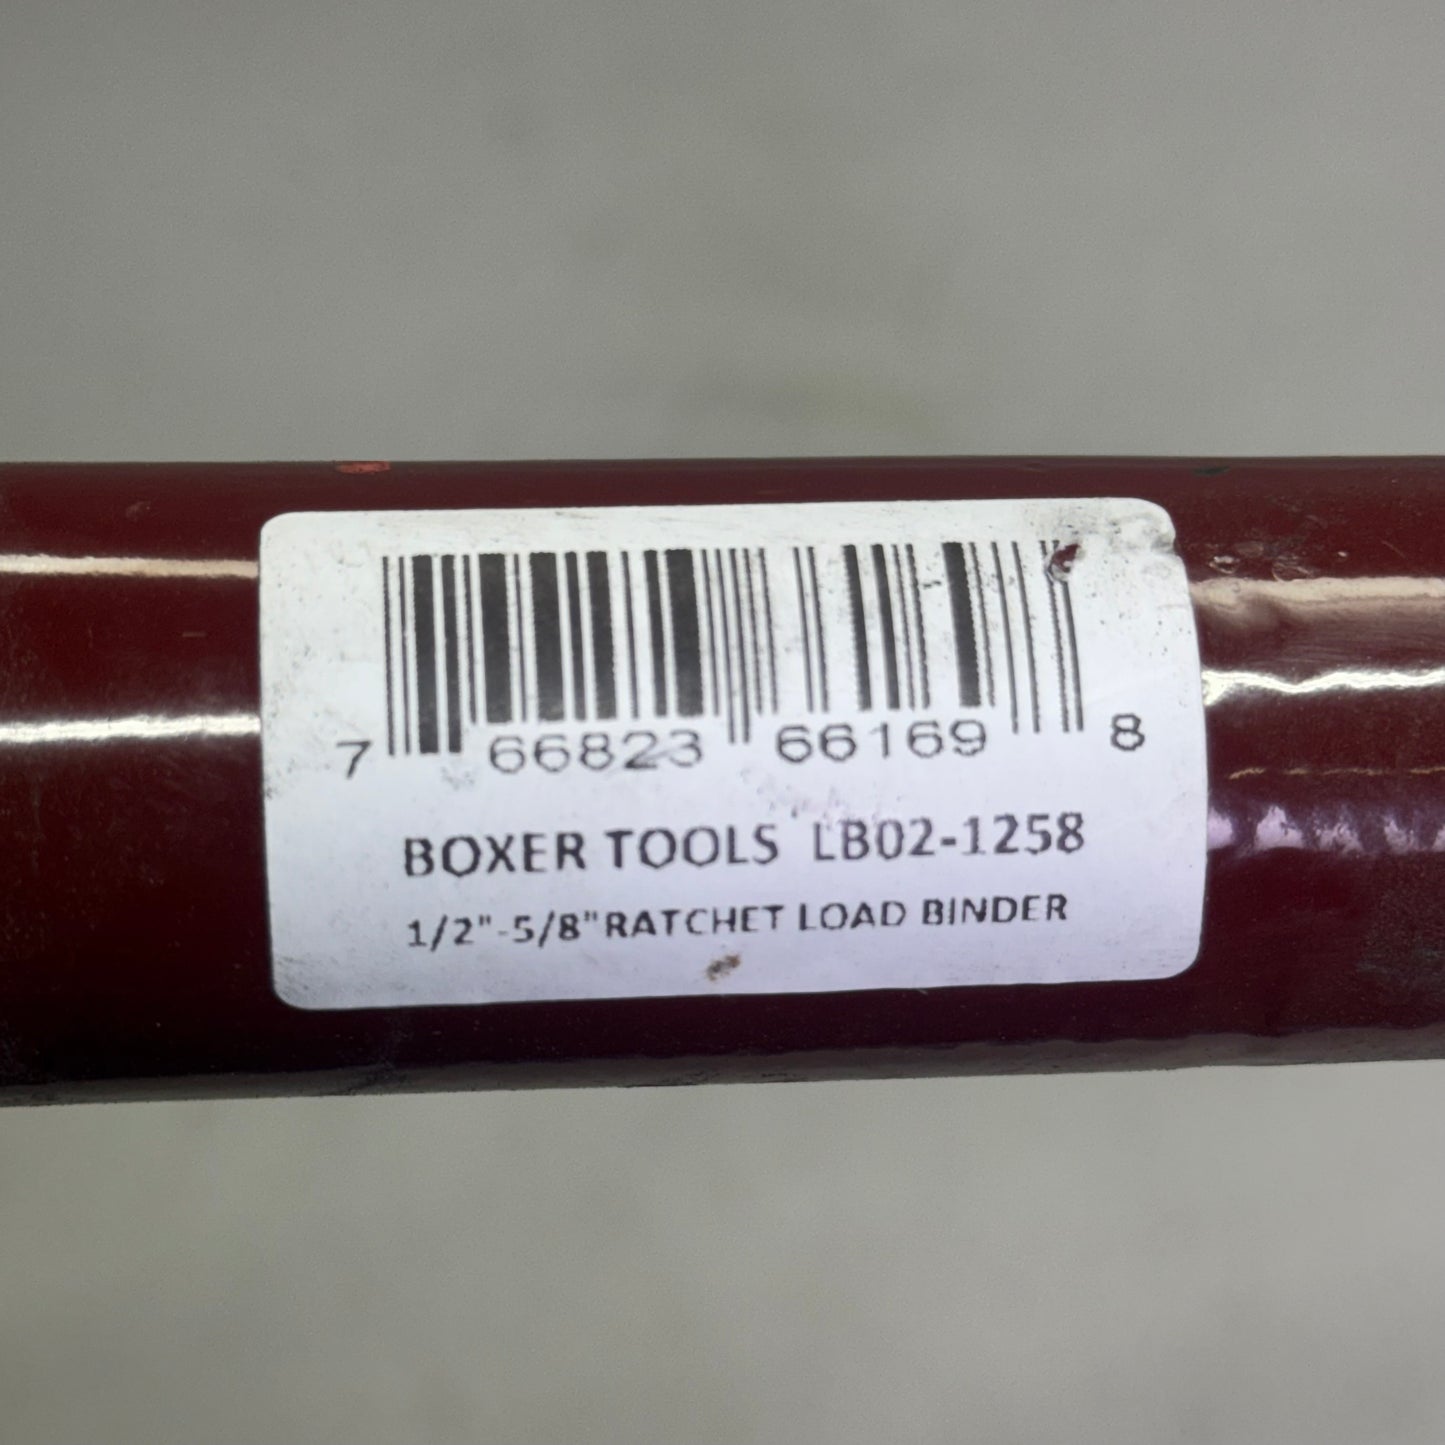 7 66823 66169 8
BOXER TOOLS LB02-1258
1/2"-5/8"RATCHET LOAD BINDER